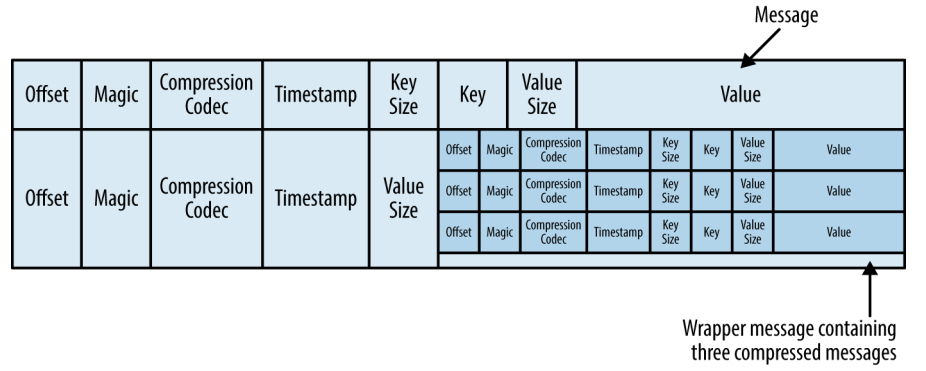 Message
Offset Magic Compression Codec Timestamp Key Size Key Value Size Value
Offset Magic Compression Codec Timestamp Value Size
Offset Magic Compression Codec Timestamp Key Size Key Value Size Value
Offset Magic Compression Codec Timestamp Key Size Key Value Size Value
Offset Magic Compression Codec Timestamp Key Size Key Value Size Value
Wrapper message containing
three compressed messages